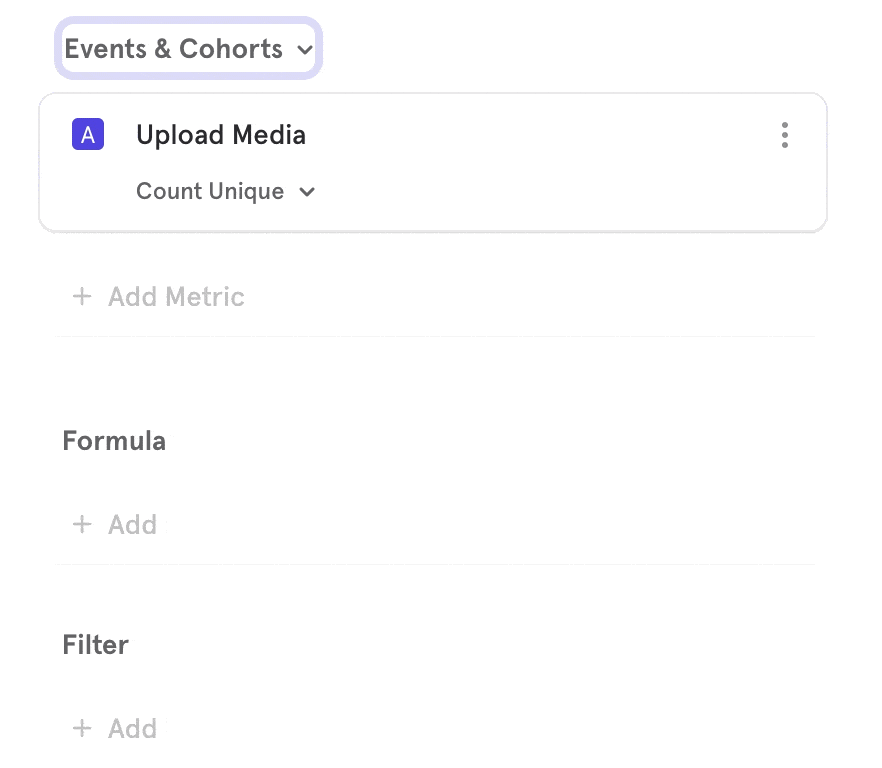 Events & Cohorts
A Upload Media
Count Unique
+ Add Metric
Formula
+ Add
Filter
+ Add